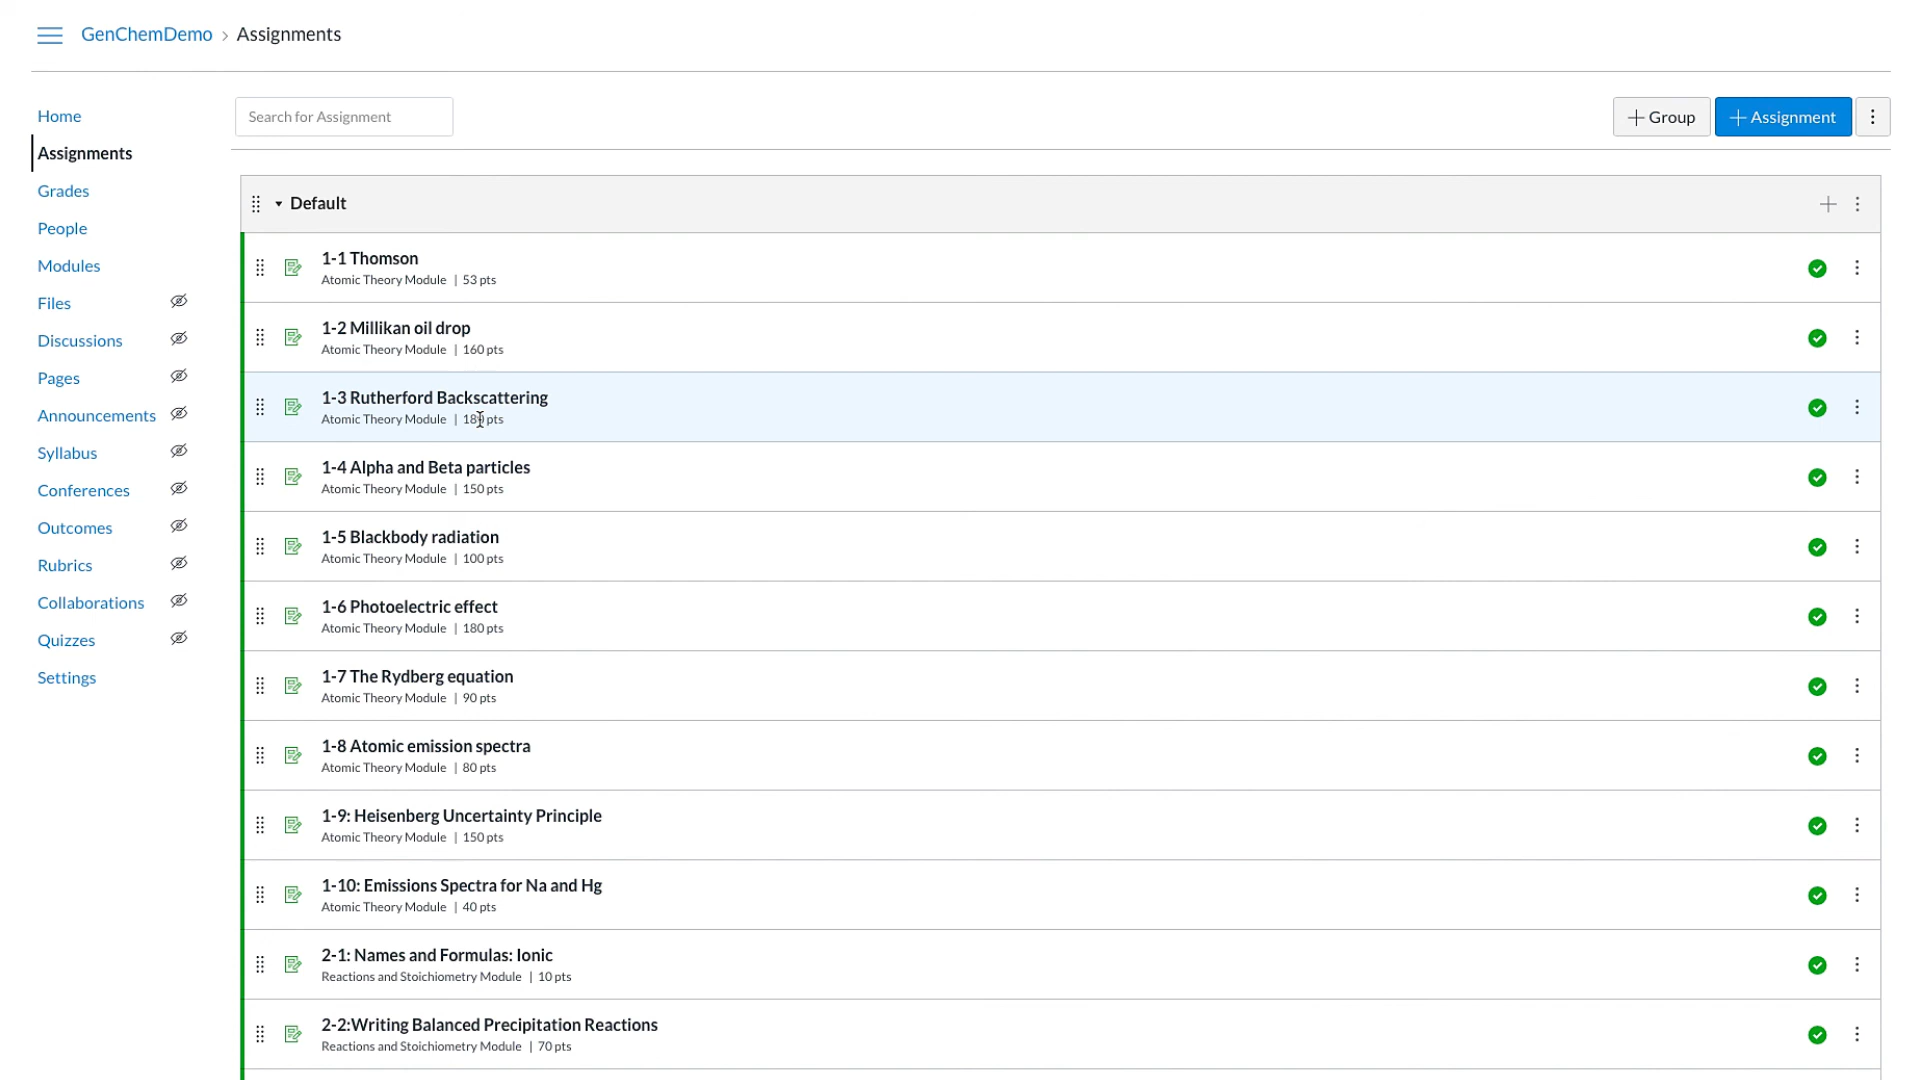 GenChemDemo › Assignments
Home
Assignments
Grades
People
Modules
Files
Discussions
Pages
Announcements
Syllabus
Conferences
Outcomes
Rubrics
Collaborations
Quizzes
Settings
Search for Assignment
+ Group
+ Assignment
Default
1-1 Thomson
Atomic Theory Module | 53 pts
1-2 Millikan oil drop
Atomic Theory Module | 160 pts
1-3 Rutherford Backscattering
Atomic Theory Module | pts
1-4 Alpha and Beta particles
Atomic Theory Module | 150 pts
1-5 Blackbody radiation
Atomic Theory Module | 100 pts
1-6 Photoelectric effect
Atomic Theory Module | 180 pts
1-7 The Rydberg equation
Atomic Theory Module | 90 pts
1-8 Atomic emission spectra
Atomic Theory Module | 80 pts
1-9: Heisenberg Uncertainty Principle
Atomic Theory Module | 150 pts
1-10: Emissions Spectra for Na and Hg
Atomic Theory Module | 40 pts
2-1: Names and Formulas: Ionic
Reactions and Stoichiometry Module | 10 pts
2-2:Writing Balanced Precipitation Reactions
Reactions and Stoichiometry Module | 70 pts